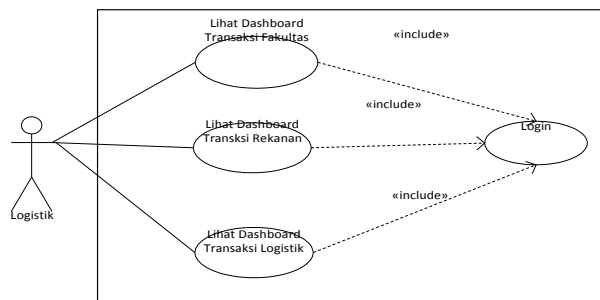 Lihat Dashboard
Transaksi Fakultas
«include»
«include»
Lihat Dashboard
Transksi Rekanan
Login
«include»
Logistik
Lihat Dashboard
Transaksi Logistik